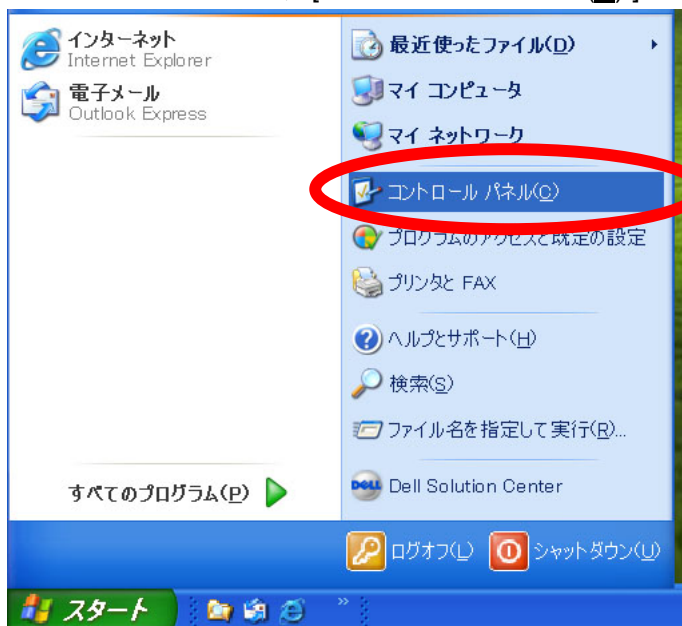 インターネット
Internet Explorer
電子メール
Outlook Express
すべてのプログラム(P)
最近使ったファイル(D)
マイ コンピュータ
マイ ネットワーク
コントロール パネル(C)
プログラムのアクセスと既定の設定
プリンタと FAX
ヘルプとサポート(H)
検索(S)
ファイル名を指定して実行(R)...
DELL Dell Solution Center
ログオフ(L) シャットダウン(U)
スタート